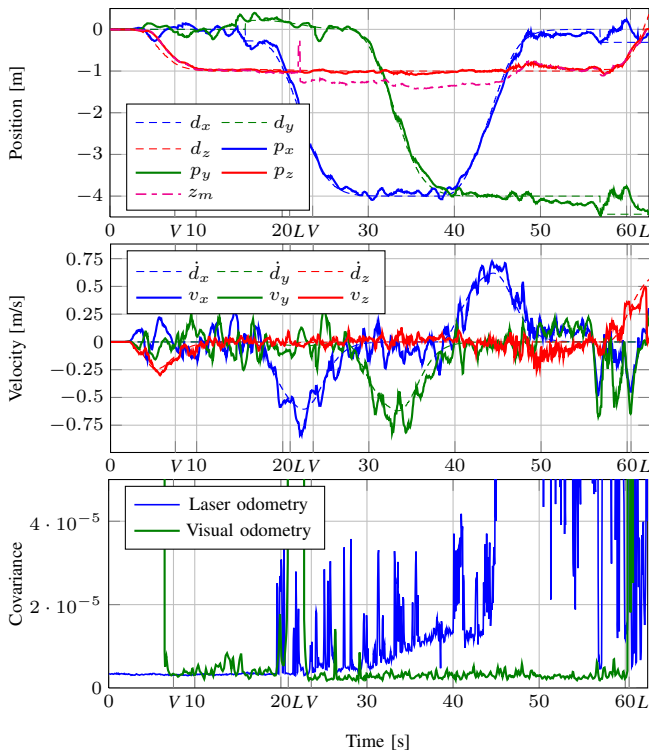 0
−1
−2
−3
−4
Position [m]
d_x d_y
d_z p_x
p_y p_z
z_m
0 V 10 20 L V 30 40 50 60 L
0.75
0.5
0.25
0
−0.25
−0.5
−0.75
Velocity [m/s]
ḋ_x ḋ_y ḋ_z
v_x v_y v_z
0 V 10 20 L V 30 40 50 60 L
4 · 10^−5
2 · 10^−5
0
Covariance
Laser odometry
Visual odometry
0 V 10 20 L V 30 40 50 60 L
Time [s]